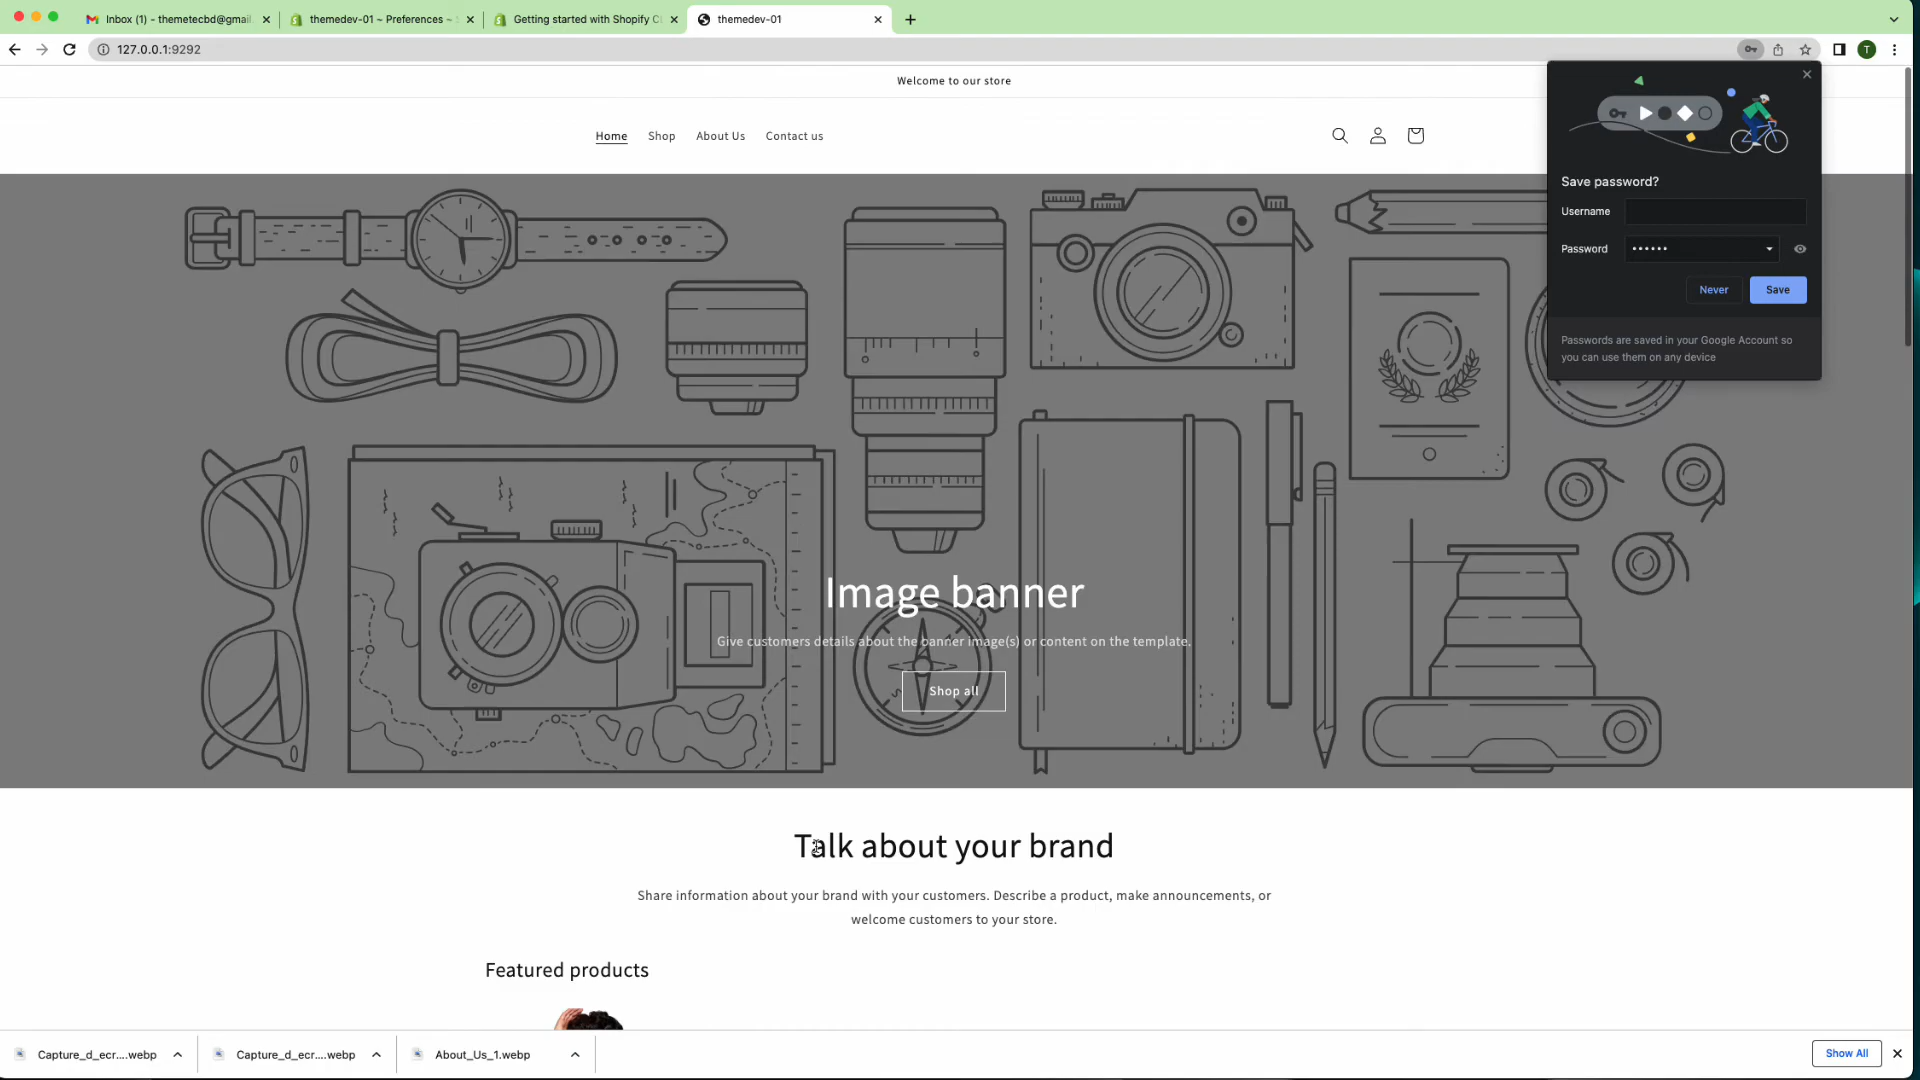 Inbox (1) - themetecbd@gmail.
themedev-01 ~ Preferences ~
Getting started with Shopify C
themedev-01
127.0.0.1:9292
T
Welcome to our store
Home
Shop
About Us
Contact us
Save password?
Username
Password
••••••
Never
Save
Passwords are saved in your Google Account so
you can use them on any device
Image banner
Give customers details about the banner image(s) or content on the template.
Shop all
Talk about your brand
Share information about your brand with your customers. Describe a product, make announcements, or
welcome customers to your store.
Featured products
Capture_d_ecr....webp
Capture_d_ecr....webp
About_Us_1.webp
Show All